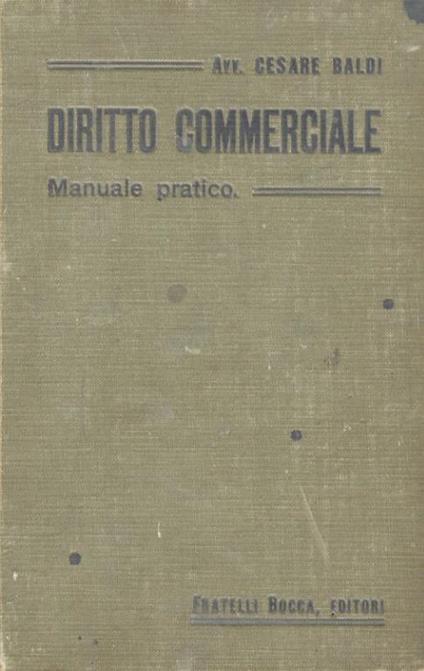 Avv. CESARE BALDI
DIRITTO COMMERCIALE
Manuale pratico.
FRATELLI BOCCA, EDITORI